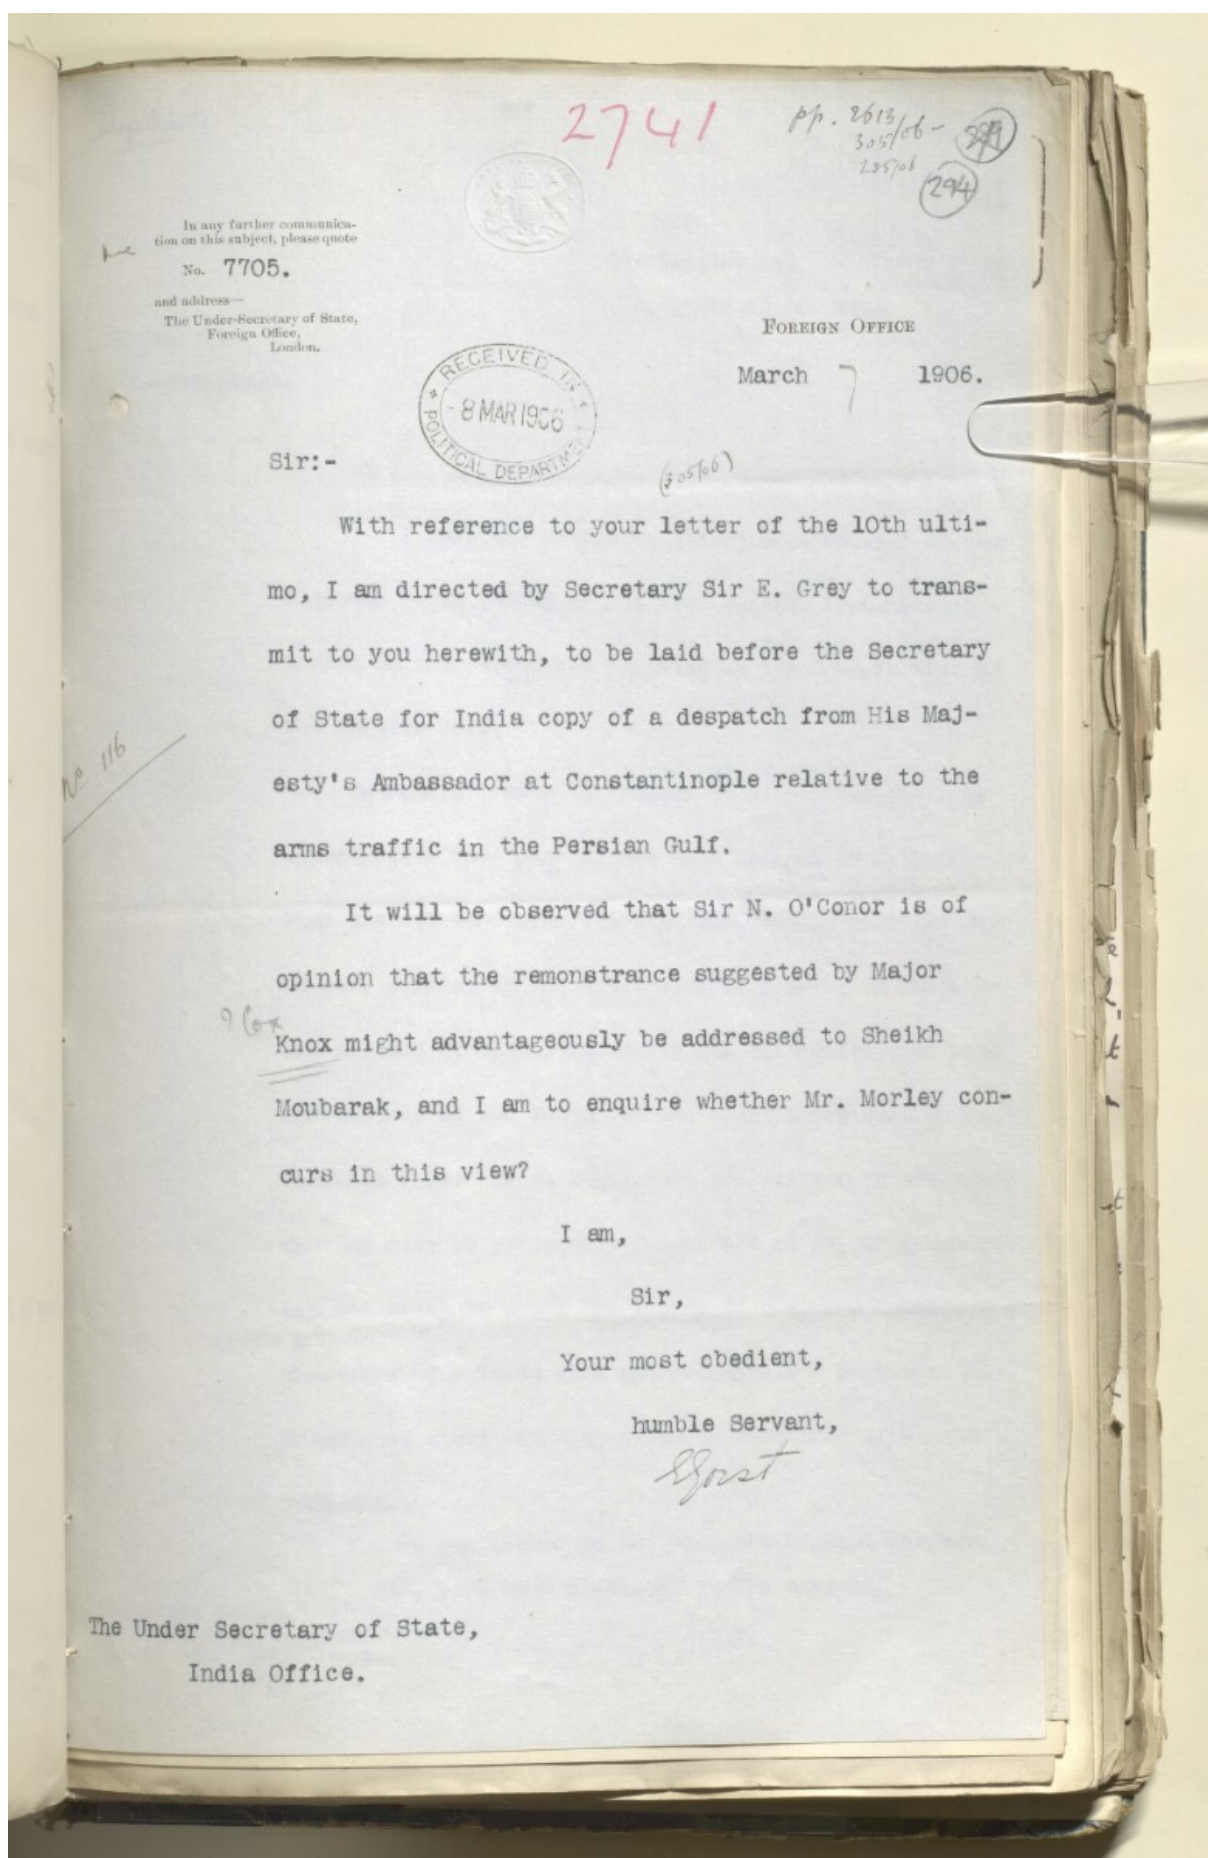 2741
pp. 2613
305/06-
285/06
294
In any further communica-
tion on this subject, please quote
No. 7705.
and address—
The Under-Secretary of State,
Foreign Office,
London.
FOREIGN OFFICE
March 7 1906.
RECEIVED IN
8 MAR 1906
POLITICAL DEPARTMENT
Sir:-
(305/06)
With reference to your letter of the 10th ulti-
mo, I am directed by Secretary Sir E. Grey to trans-
mit to you herewith, to be laid before the Secretary
of State for India copy of a despatch from His Maj-
No 116
esty's Ambassador at Constantinople relative to the
arms traffic in the Persian Gulf.
It will be observed that Sir N. O'Conor is of
opinion that the remonstrance suggested by Major
? Cox
Knox might advantageously be addressed to Sheikh
Moubarak, and I am to enquire whether Mr. Morley con-
curs in this view?
I am,
Sir,
Your most obedient,
humble Servant,
EGorst
The Under Secretary of State,
India Office.